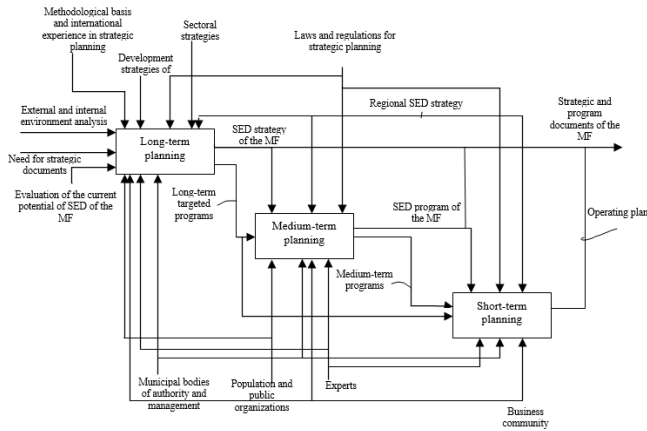 Methodological basis
and international
experience in strategic
planning
Sectoral
strategies
Laws and regulations for
strategic planning
Development
strategies of
External and internal
environment analysis
Regional SED strategy
Strategic and
program
documents of the
MF
Long-term
planning
SED strategy
of the MF
Need for strategic
documents
Evaluation of the current
potential of SED of the
MF
Long-term
targeted
programs
SED program of
the MF
Operating plan
Medium-term
planning
Medium-term
programs
Short-term
planning
Municipal bodies of
authority and
management
Population and
public
organizations
Experts
Business
community